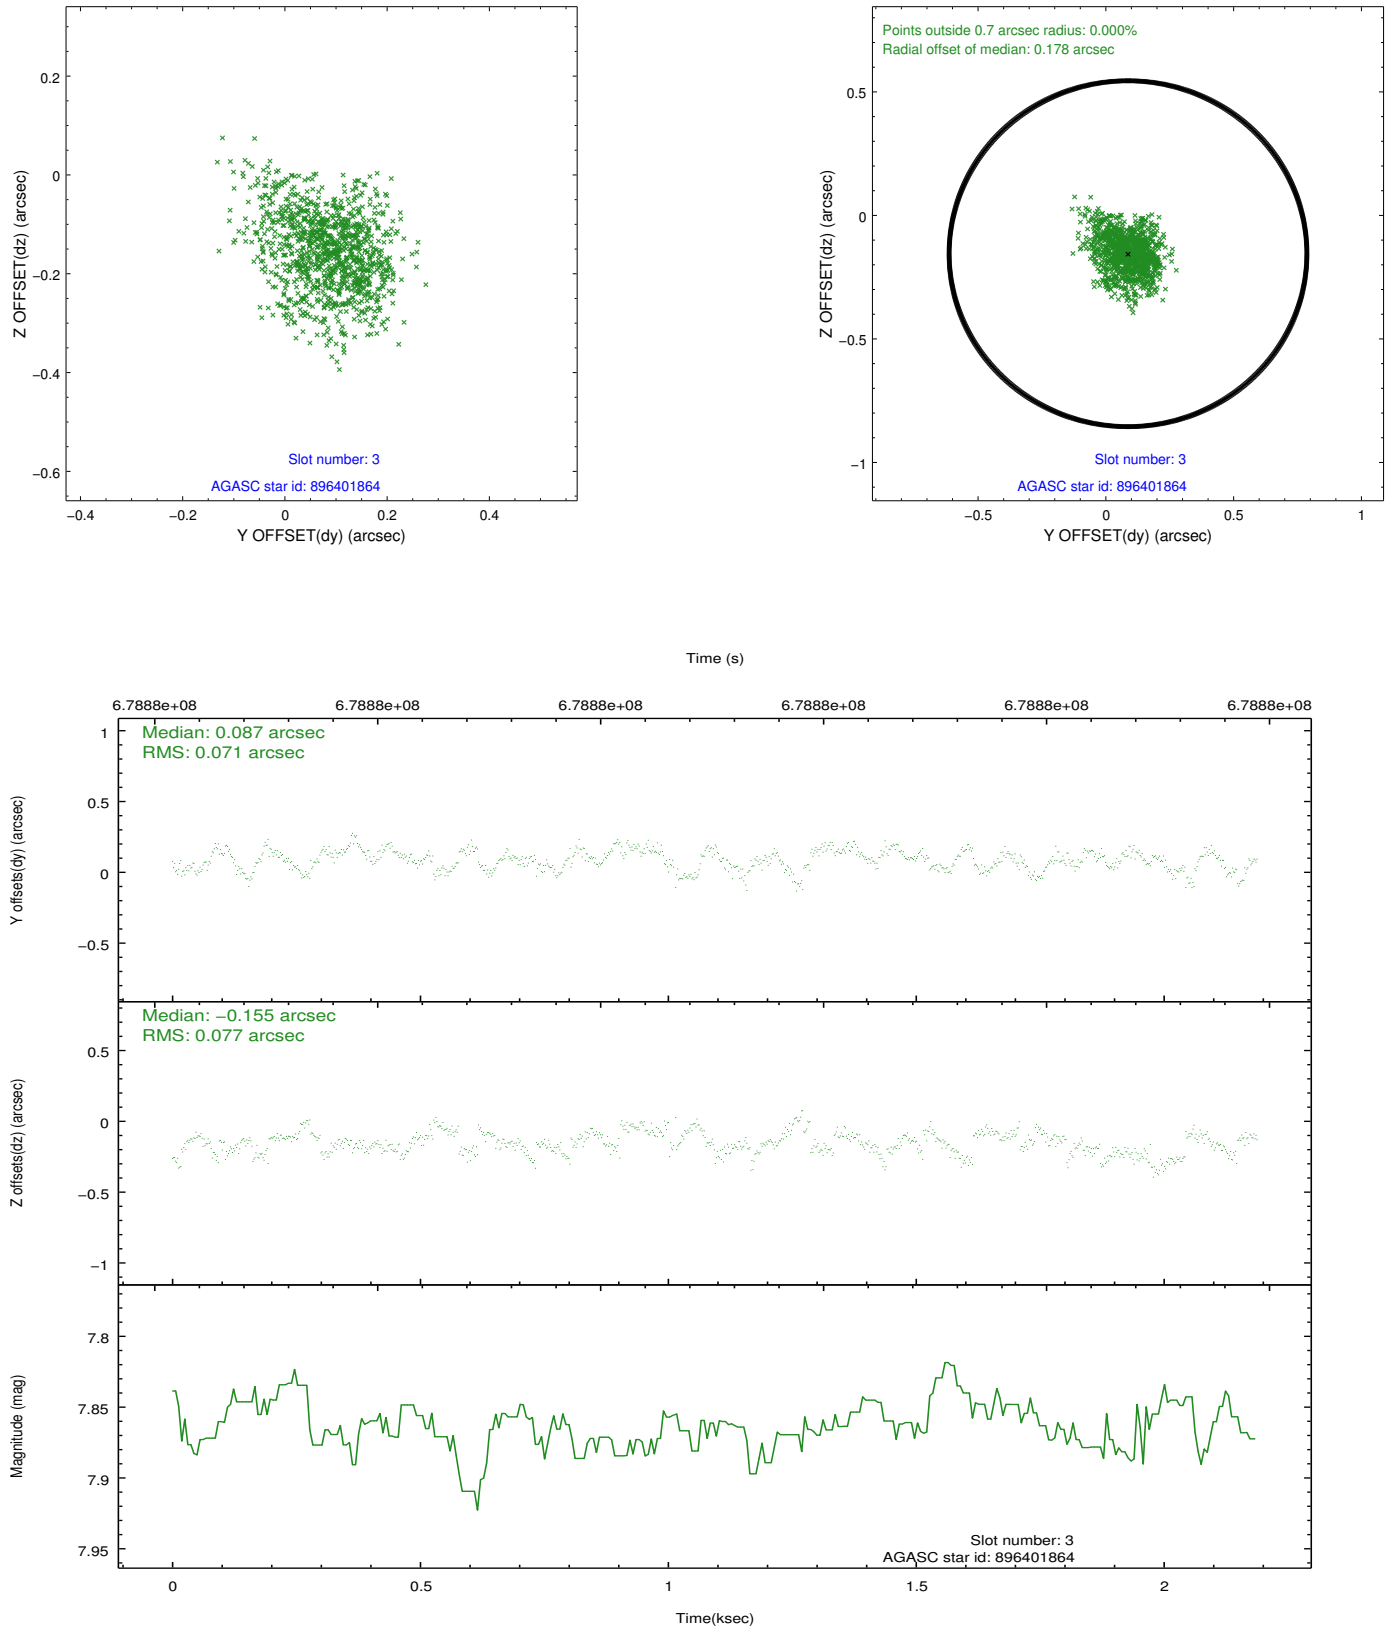 0.2
0
−0.2
−0.4
−0.6
Z OFFSET(dz) (arcsec)
Slot number: 3
AGASC star id: 896401864
−0.4
−0.2
0
0.2
0.4
Y OFFSET(dy) (arcsec)
Points outside 0.7 arcsec radius: 0.000%
Radial offset of median: 0.178 arcsec
0.5
0
−0.5
−1
Z OFFSET(dz) (arcsec)
Slot number: 3
AGASC star id: 896401864
−0.5
0
0.5
1
Y OFFSET(dy) (arcsec)
Time (s)
6.7888e+08
6.7888e+08
6.7888e+08
6.7888e+08
6.7888e+08
6.7888e+08
Median: 0.087 arcsec
RMS: 0.071 arcsec
1
0.5
0
−0.5
Y offsets(dy) (arcsec)
Median: −0.155 arcsec
RMS: 0.077 arcsec
0.5
0
−0.5
−1
Z offsets(dz) (arcsec)
7.8
7.85
7.9
7.95
Magnitude (mag)
Slot number: 3
AGASC star id: 896401864
0
0.5
1
1.5
2
Time(ksec)